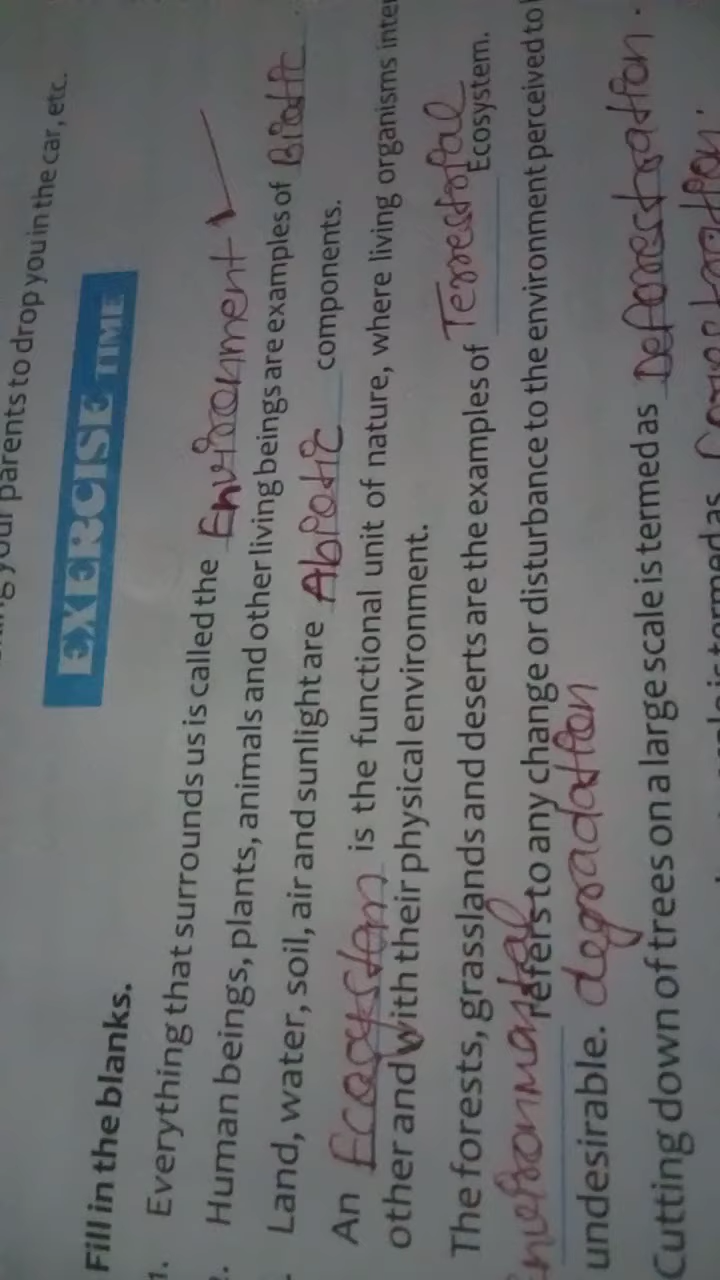 your parents to drop you in the car, etc.
EXERCISE TIME
Fill in the blanks.
1. Everything that surrounds us is called the Environment
. Human beings, plants, animals and other living beings are examples of Biotic.
Land, water, soil, air and sunlight are Abiotic components.
An Ecosystem is the functional unit of nature, where living organisms inter
other and with their physical environment.
The forests, grasslands and deserts are the examples of Terrestrial Ecosystem.
refers to any change or disturbance to the environment perceived to
undesirable. degradation
Cutting down of trees on a large scale is termed as Deforrestration.
is termed as